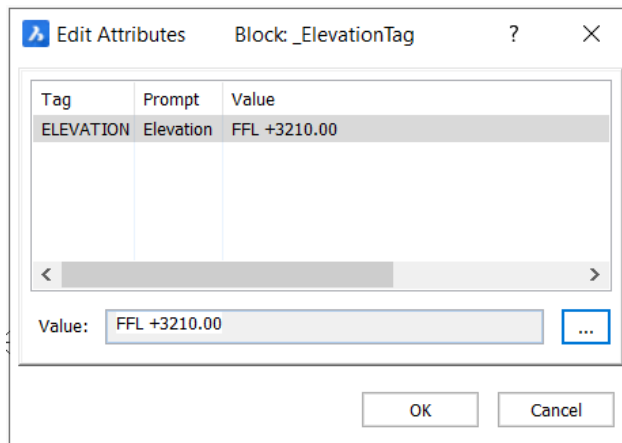 Edit Attributes Block: _ElevationTag ?
Tag Prompt Value
ELEVATION Elevation FFL +3210.00
Value: FFL +3210.00 ...
OK Cancel